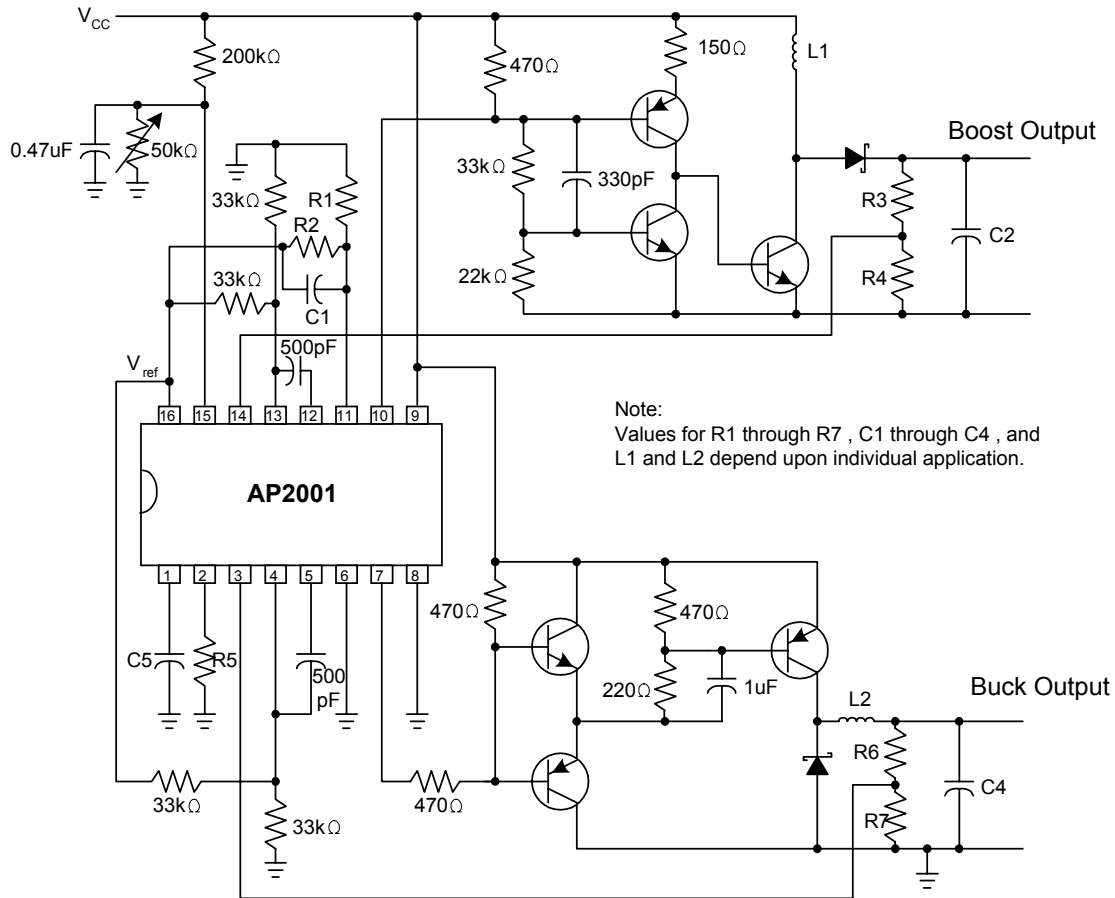 V_CC
200kΩ
0.47uF
50kΩ
470Ω
150Ω
L1
Boost Output
33kΩ
330pF
22kΩ
R3
R4
C2
33kΩ
R1
R2
33kΩ
C1
500pF
V_ref
16 15 14 13 12 11 10 9
AP2001
1 2 3 4 5 6 7 8
Note:
Values for R1 through R7 , C1 through C4 , and
L1 and L2 depend upon individual application.
C5
R5
500
pF
33kΩ
33kΩ
470Ω
470Ω
470Ω
220Ω
1uF
L2
Buck Output
R6
R7
C4